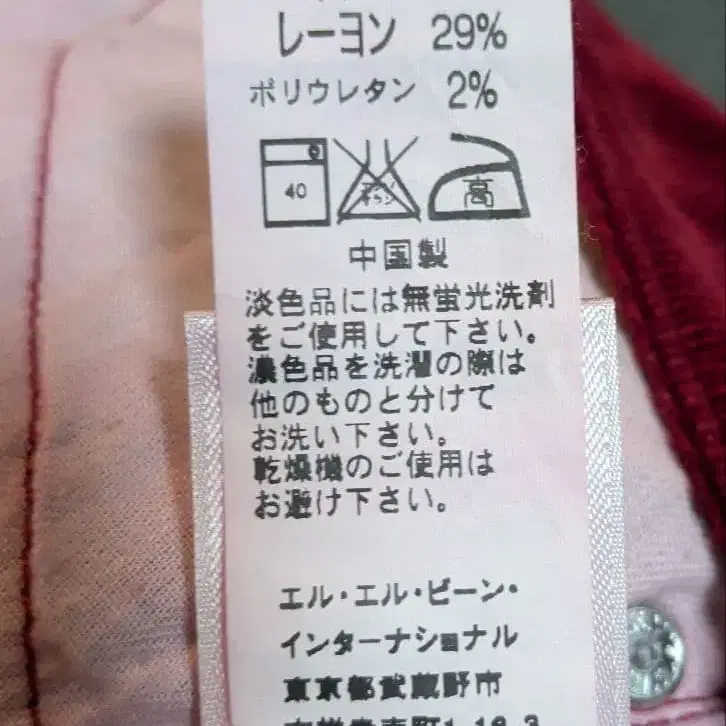 レーヨン 29%
ポリウレタン 2%
40 高
中国製
淡色品には無蛍光洗剤
をご使用して下さい。
濃色品を洗濯の際は
他のものと分けて
お洗い下さい。
乾燥機のご使用は
お避け下さい。
エル・エル・ビーン・
インターナショナル
東京都武蔵野市